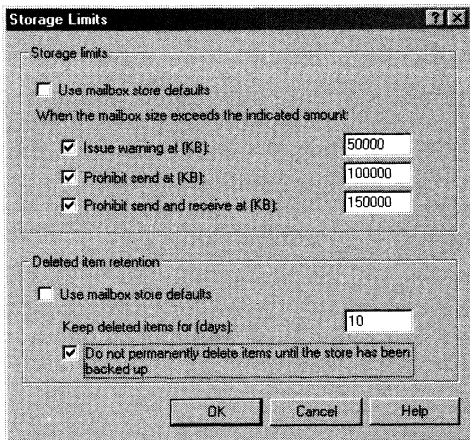 Storage Limits
Storage limits
Use mailbox store defaults
When the mailbox size exceeds the indicated amount:
Issue warning at (KB): 50000
Prohibit send at (KB): 100000
Prohibit send and receive at (KB): 150000
Deleted item retention
Use mailbox store defaults
Keep deleted items for (days): 10
Do not permanently delete items until the store has been
backed up
OK Cancel Help